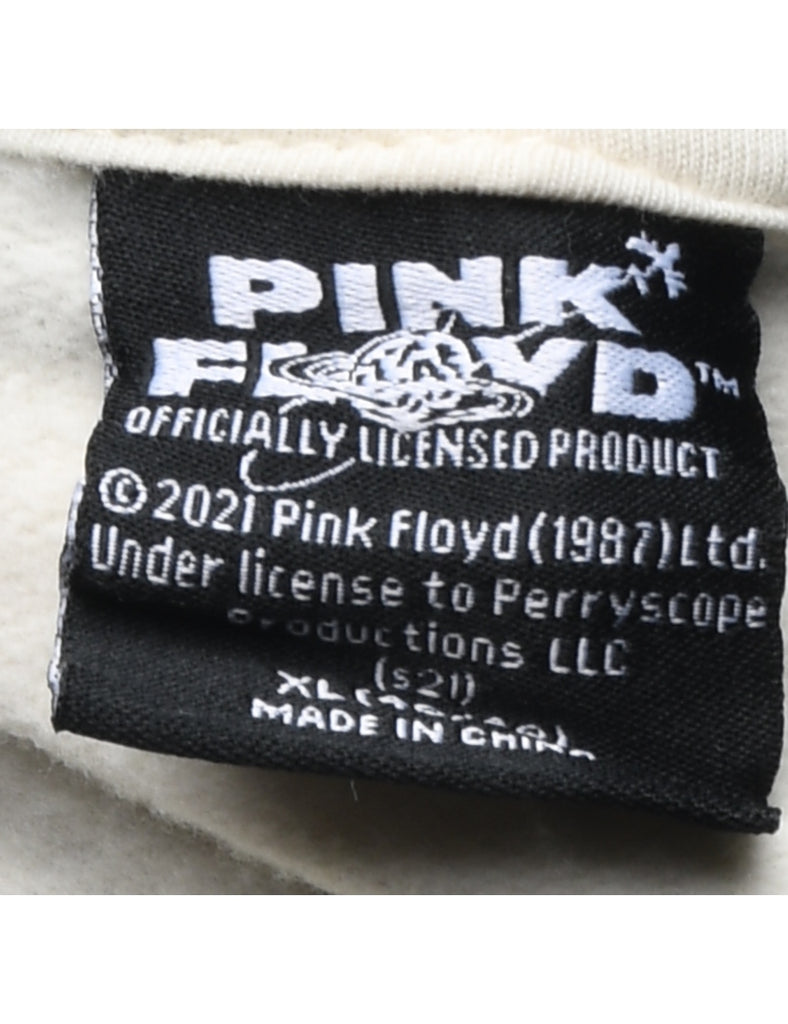 PINK
FLOYD™
OFFICIALLY LICENSED PRODUCT
©2021 Pink Floyd (1987) Ltd.
Under license to Perryscope
Productions LLC
(s21)
XL
MADE IN CHINA